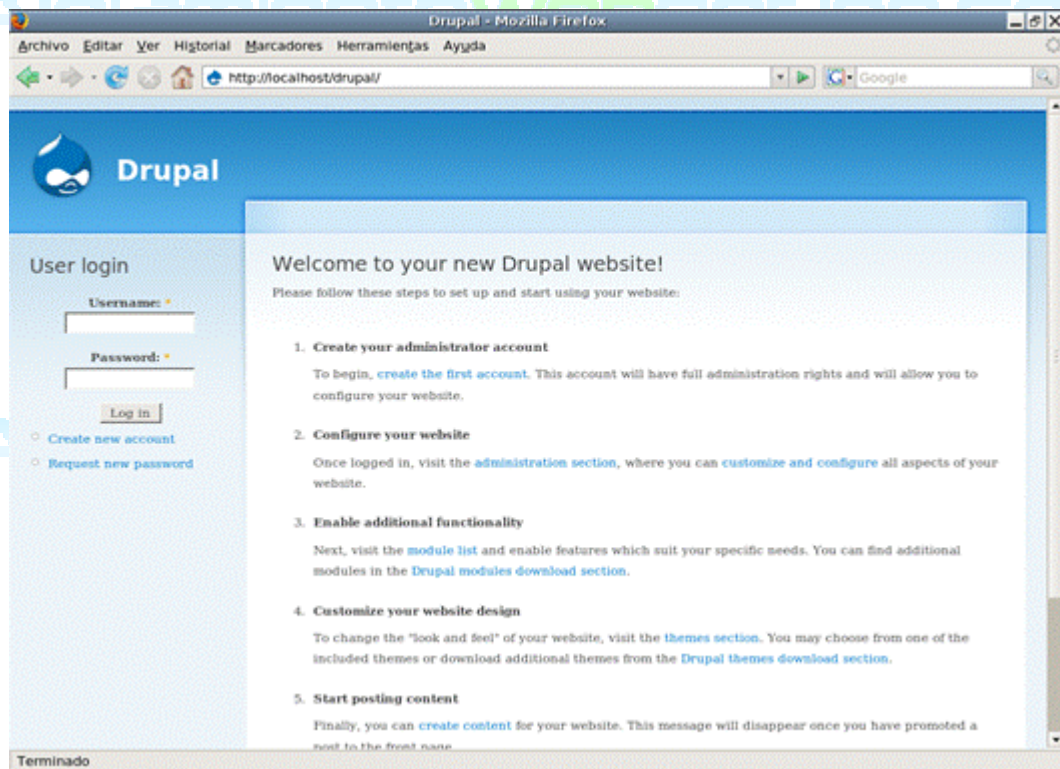 Drupal - Mozilla Firefox
Archivo Editar Ver Historial Marcadores Herramientas Ayuda
http://localhost/drupal/
Google
Drupal
User login
Username: *
Password: *
Log in
Create new account
Request new password
Welcome to your new Drupal website!
Please follow these steps to set up and start using your website:
1. Create your administrator account
To begin, create the first account. This account will have full administration rights and will allow you to
configure your website.
2. Configure your website
Once logged in, visit the administration section, where you can customize and configure all aspects of your
website.
3. Enable additional functionality
Next, visit the module list and enable features which suit your specific needs. You can find additional
modules in the Drupal modules download section.
4. Customize your website design
To change the "look and feel" of your website, visit the themes section. You may choose from one of the
included themes or download additional themes from the Drupal themes download section.
5. Start posting content
Finally, you can create content for your website. This message will disappear once you have promoted a
post to the front page.
Terminado